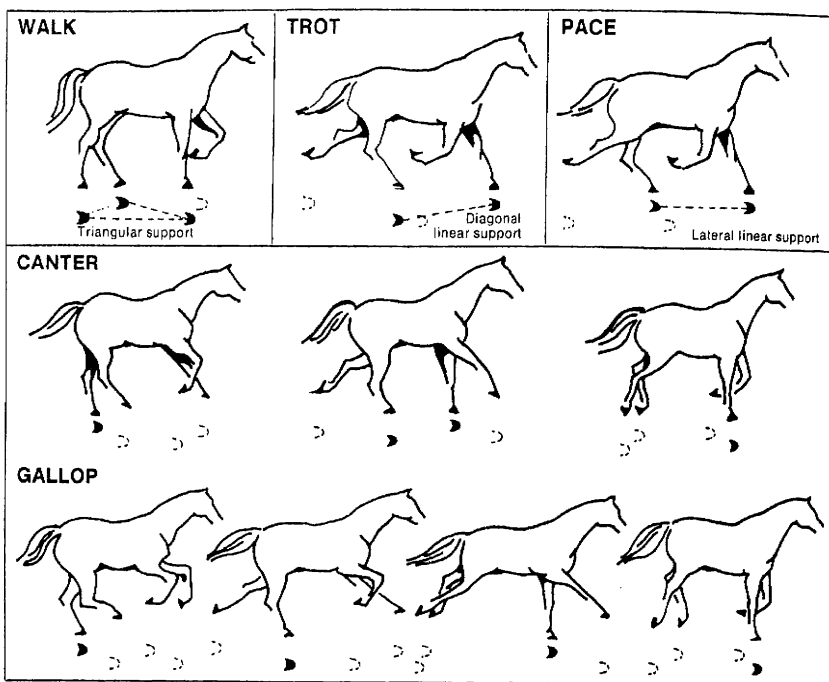 WALK
TROT
PACE
Triangular support
Diagonal
linear support
Lateral linear support
CANTER
GALLOP